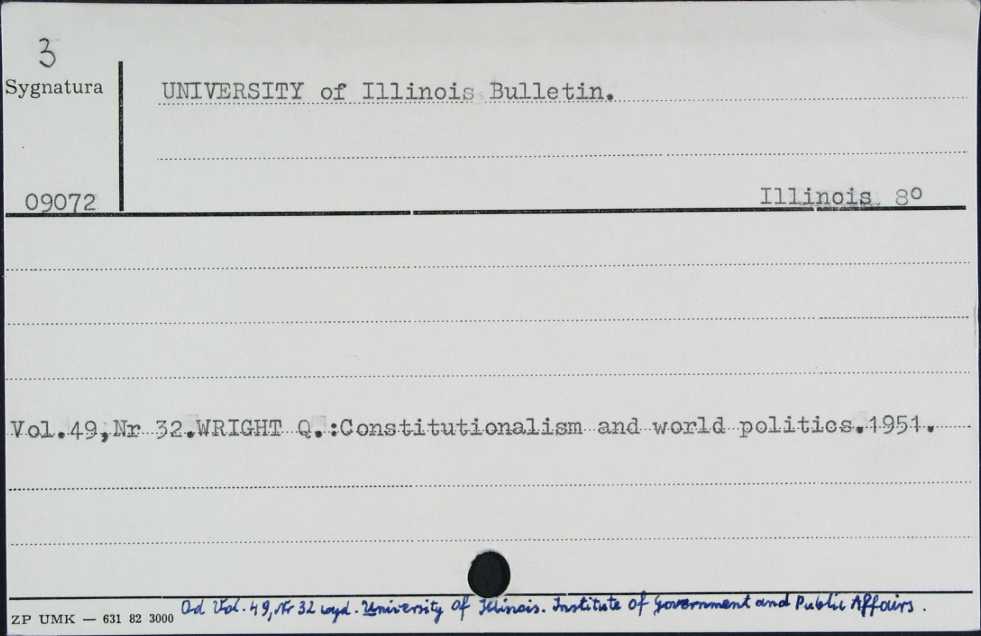 3
Sygnatura
UNIVERSITY of Illinois Bulletin.
09072
Illinois 8°
Vol.49,Nr 32.WRIGHT Q.:Constitutionalism and world politics.1951.
Od Vol. 49, Nr 32 wyd. University of Illinois. Institute of Government and Public Affairs.
ZP UMK — 631 82 3000